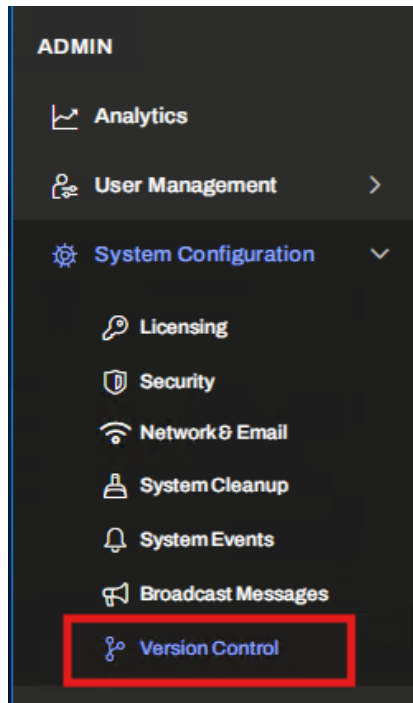 ADMIN
Analytics
User Management
System Configuration
Licensing
Security
Network & Email
System Cleanup
System Events
Broadcast Messages
Version Control